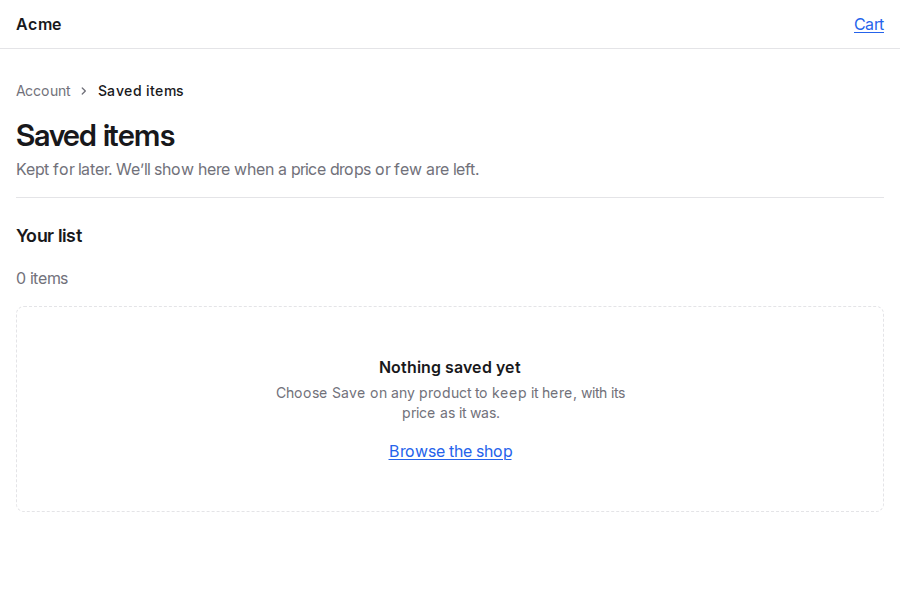 Acme
Cart
Account > Saved items
Saved items
Kept for later. We’ll show here when a price drops or few are left.
Your list
0 items
Nothing saved yet
Choose Save on any product to keep it here, with its
price as it was.
Browse the shop